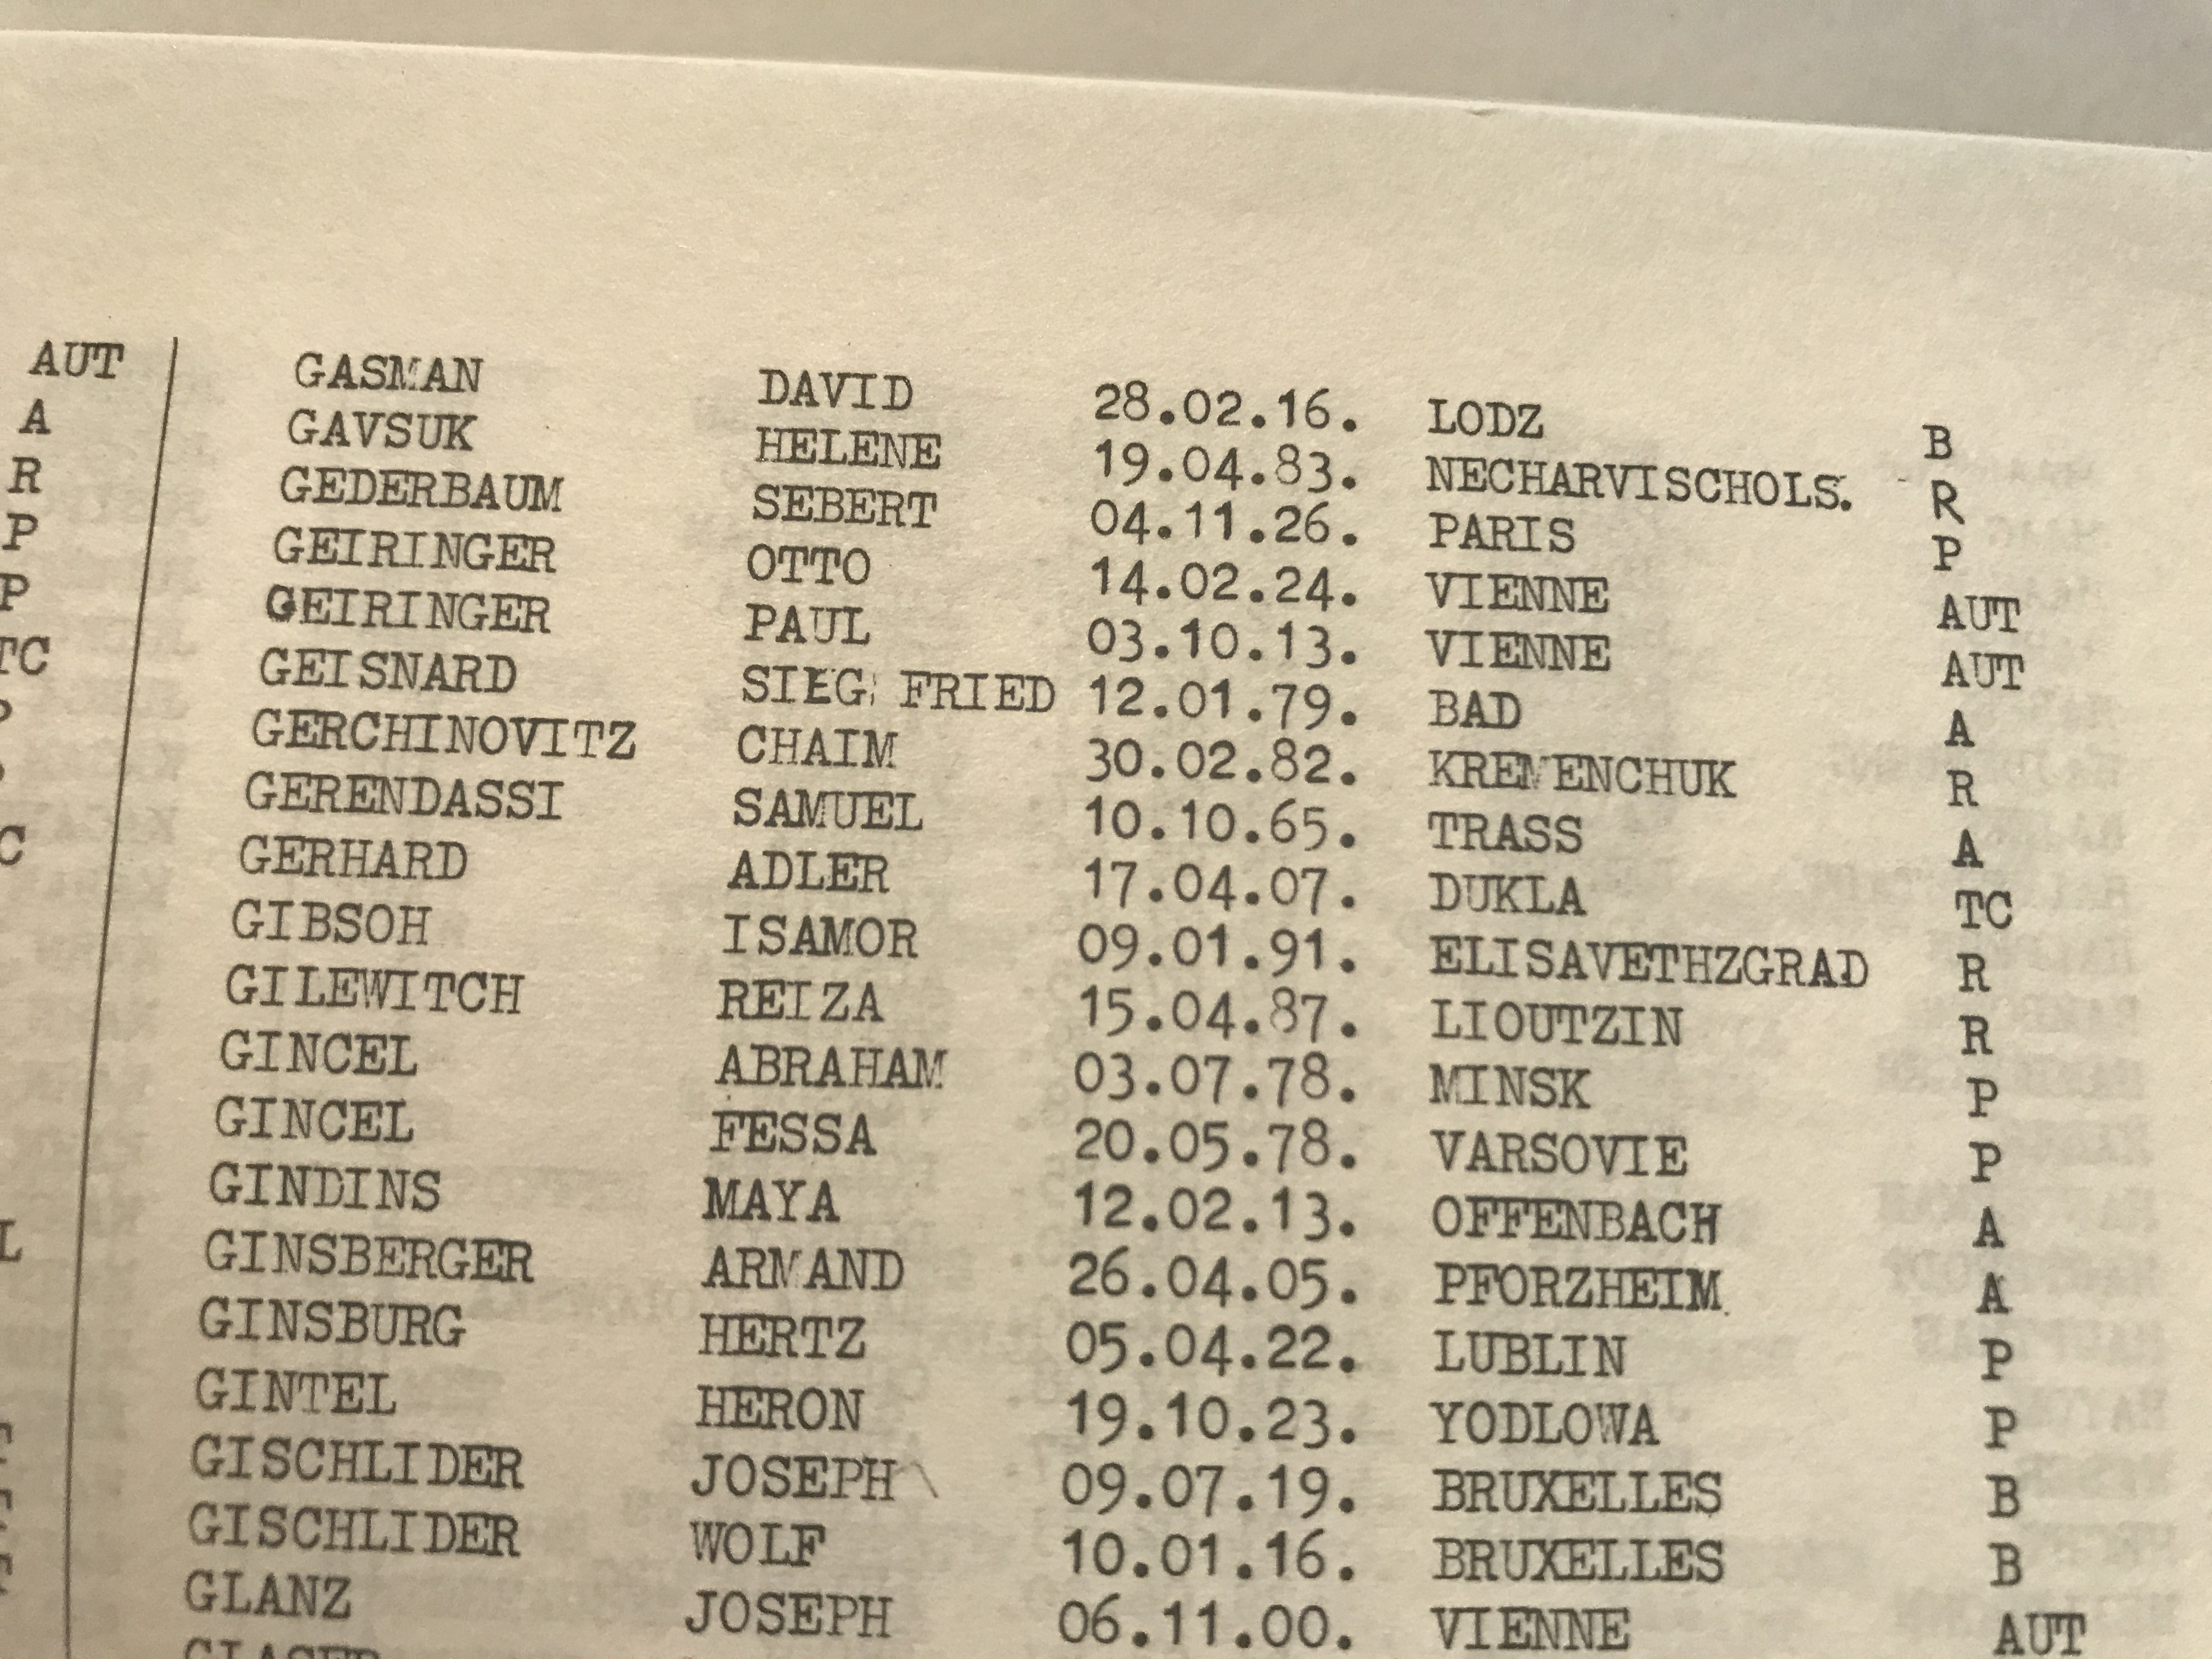 AUT GASMAN DAVID 28.02.16. LODZ B
A GAVSUK HELENE 19.04.83. NECHARVISCHOLS. R
R GEDERBAUM SEBERT 04.11.26. PARIS P
P GEIRINGER OTTO 14.02.24. VIENNE AUT
P GEIRINGER PAUL 03.10.13. VIENNE AUT
TC GEISNARD SIEG FRIED 12.01.79. BAD A
GERCHINOVITZ CHAIM 30.02.82. KREMENCHUK R
GERENDASSI SAMUEL 10.10.65. TRASS A
C GERHARD ADLER 17.04.07. DUKLA TC
GIBSOH ISAMOR 09.01.91. ELISAVETHZGRAD R
GILEWITCH REIZA 15.04.87. LIOUTZIN R
GINCEL ABRAHAM 03.07.78. MINSK P
GINCEL FESSA 20.05.78. VARSOVIE P
GINDINS MAYA 12.02.13. OFFENBACH A
L GINSBERGER ARMAND 26.04.05. PFORZHEIM A
GINSBURG HERTZ 05.04.22. LUBLIN P
GINTEL HERON 19.10.23. YODLOWA P
GISCHLIDER JOSEPH 09.07.19. BRUXELLES B
GISCHLIDER WOLF 10.01.16. BRUXELLES B
GLANZ JOSEPH 06.11.00. VIENNE AUT